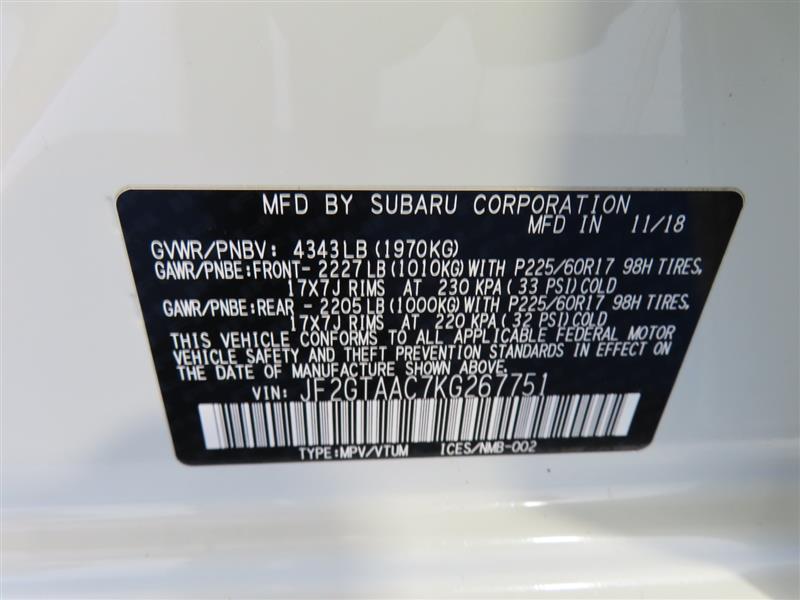 MFD BY SUBARU CORPORATION
MFD IN 11/18
GVWR/PNBV: 4343LB (1970KG)
GAWR/PNBE:FRONT- 2227 LB (1010KG) WITH P225/60R17 98H TIRES,
17X7J RIMS AT 230 KPA (33 PSI) COLD
GAWR/PNBE:REAR - 2205 LB (1000KG) WITH P225/60R17 98H TIRES,
17X7J RIMS AT 220 KPA (32 PSI) COLD
THIS VEHICLE CONFORMS TO ALL APPLICABLE FEDERAL MOTOR
VEHICLE SAFETY AND THEFT PREVENTION STANDARDS IN EFFECT ON
THE DATE OF MANUFACTURE SHOWN ABOVE.
VIN: JF2GTAAC7KG267751
TYPE:MPV/VTUM ICES/NMB-002